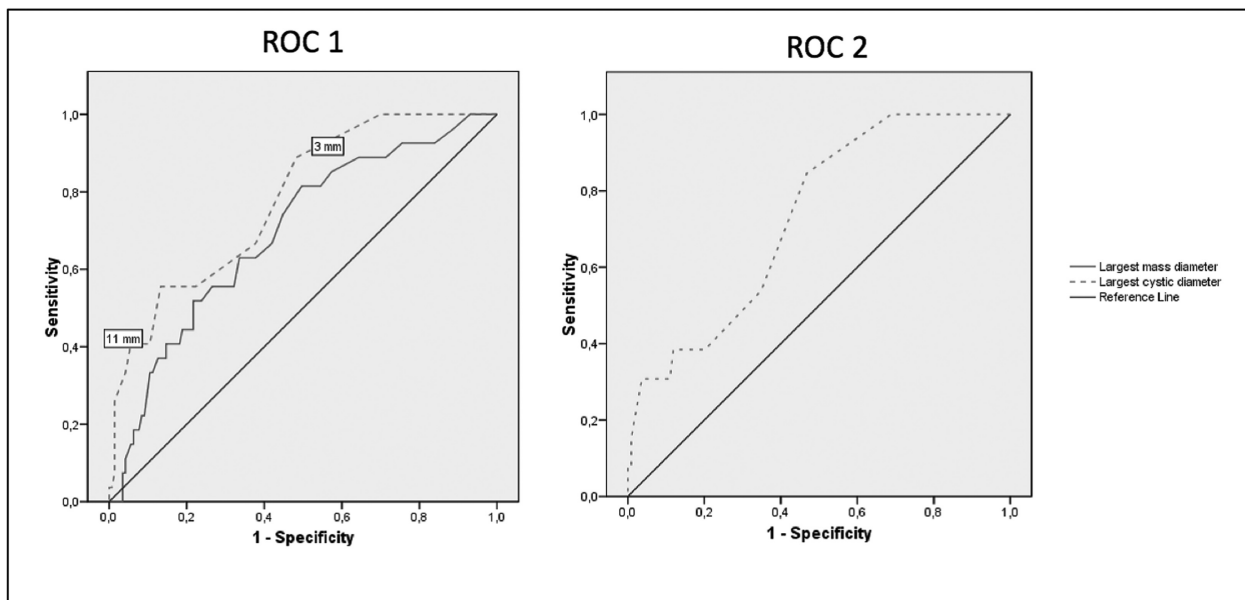 ROC 1
1,0
0,8
0,6
0,4
0,2
0,0
Sensitivity
3 mm
11 mm
0,0 0,2 0,4 0,6 0,8 1,0
1 - Specificity
ROC 2
1,0
0,8
0,6
0,4
0,2
0,0
Sensitivity
0,0 0,2 0,4 0,6 0,8 1,0
1 - Specificity
Largest mass diameter
Largest cystic diameter
Reference Line